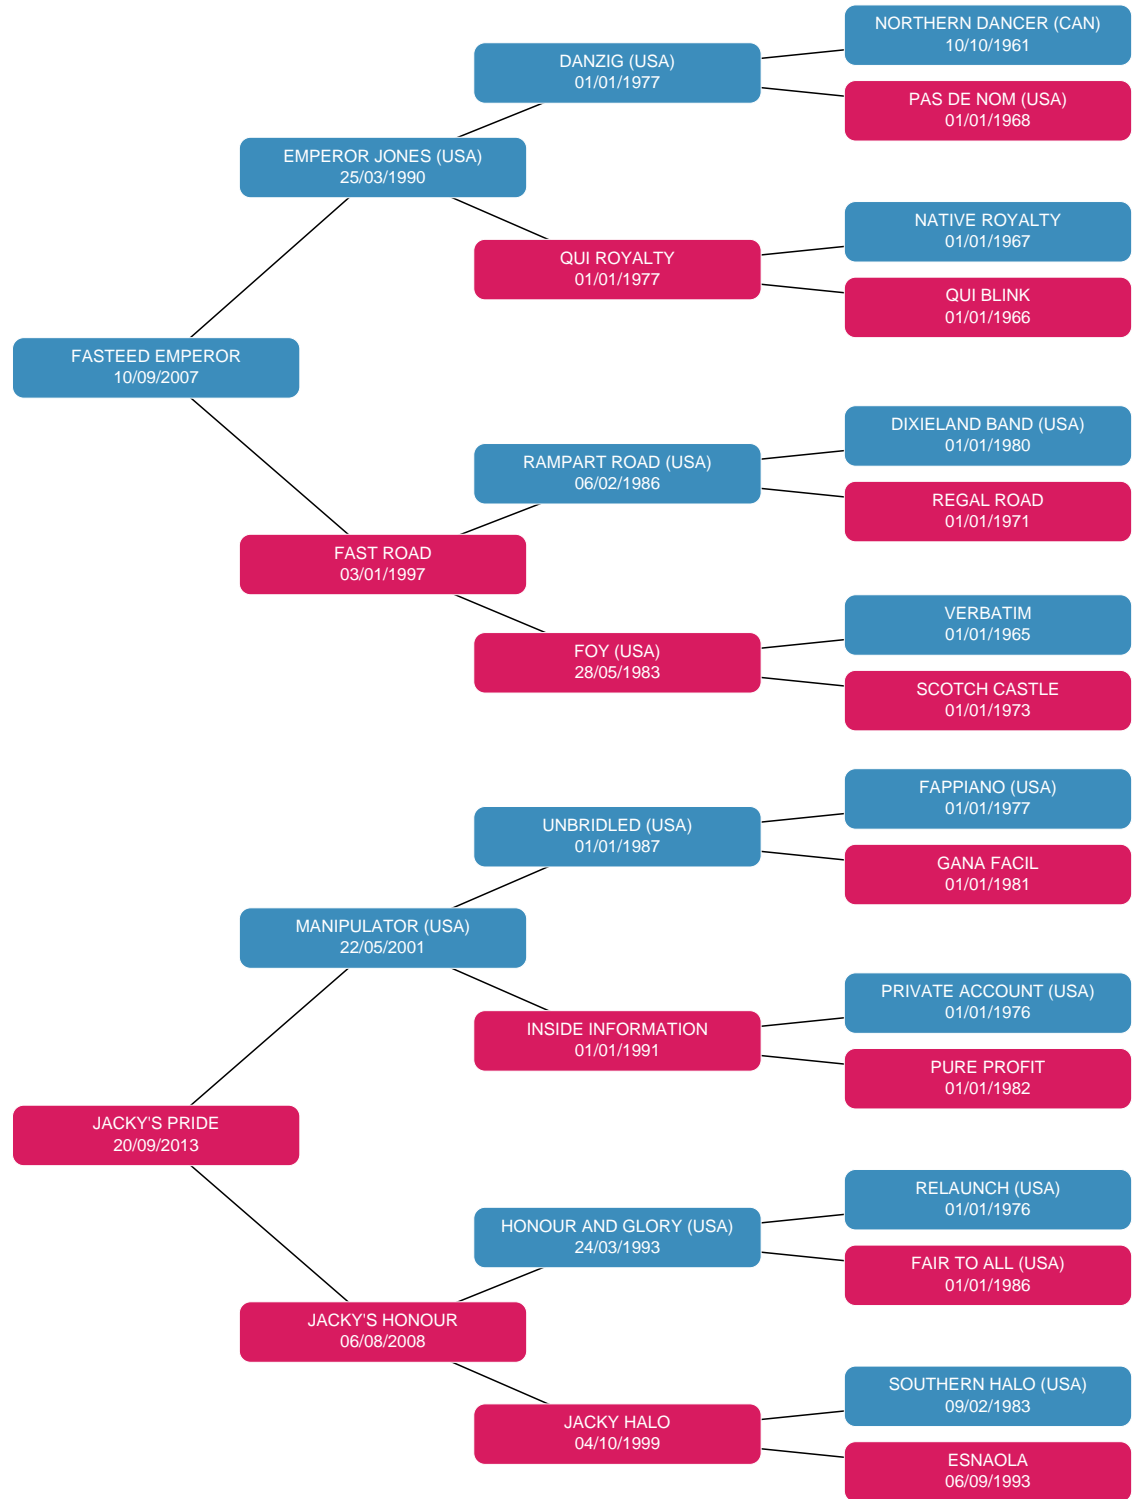 NORTHERN DANCER (CAN)
10/10/1961
DANZIG (USA)
01/01/1977
PAS DE NOM (USA)
01/01/1968
EMPEROR JONES (USA)
25/03/1990
NATIVE ROYALTY
01/01/1967
QUI ROYALTY
01/01/1977
QUI BLINK
01/01/1966
FASTEED EMPEROR
10/09/2007
DIXIELAND BAND (USA)
01/01/1980
RAMPART ROAD (USA)
06/02/1986
REGAL ROAD
01/01/1971
FAST ROAD
03/01/1997
VERBATIM
01/01/1965
FOY (USA)
28/05/1983
SCOTCH CASTLE
01/01/1973
FAPPIANO (USA)
01/01/1977
UNBRIDLED (USA)
01/01/1987
GANA FACIL
01/01/1981
MANIPULATOR (USA)
22/05/2001
PRIVATE ACCOUNT (USA)
01/01/1976
INSIDE INFORMATION
01/01/1991
PURE PROFIT
01/01/1982
JACKY'S PRIDE
20/09/2013
RELAUNCH (USA)
01/01/1976
HONOUR AND GLORY (USA)
24/03/1993
FAIR TO ALL (USA)
01/01/1986
JACKY'S HONOUR
06/08/2008
SOUTHERN HALO (USA)
09/02/1983
JACKY HALO
04/10/1999
ESNAOLA
06/09/1993